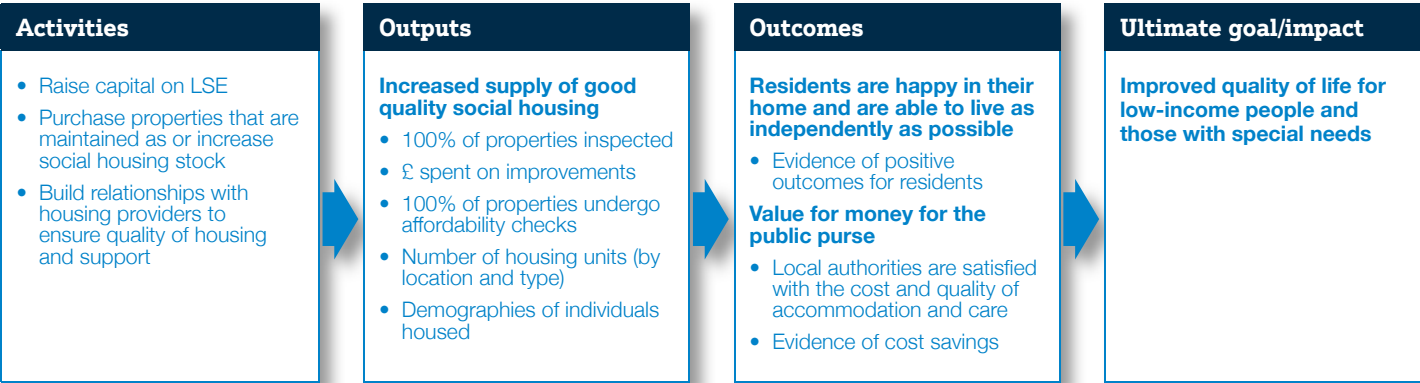 Activities
• Raise capital on LSE
• Purchase properties that are
maintained as or increase
social housing stock
• Build relationships with
housing providers to
ensure quality of housing
and support
Outputs
Increased supply of good
quality social housing
• 100% of properties inspected
• £ spent on improvements
• 100% of properties undergo
affordability checks
• Number of housing units (by
location and type)
• Demographies of individuals
housed
Outcomes
Residents are happy in their
home and are able to live as
independently as possible
• Evidence of positive
outcomes for residents
Value for money for the
public purse
• Local authorities are satisfied
with the cost and quality of
accommodation and care
• Evidence of cost savings
Ultimate goal/impact
Improved quality of life for
low-income people and
those with special needs